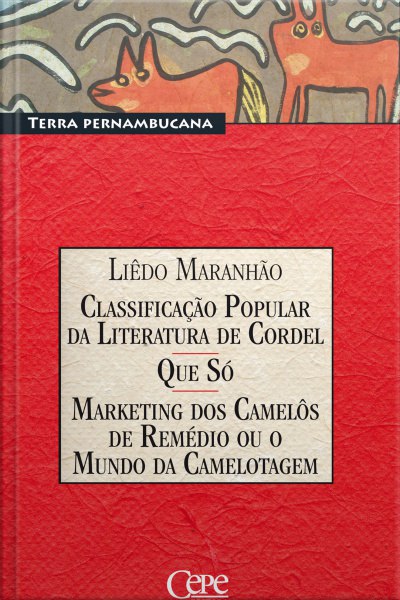 TERRA PERNAMBUCANA
LIÊDO MARANHÃO
CLASSIFICAÇÃO POPULAR
DA LITERATURA DE CORDEL
QUE SÓ
MARKETING DOS CAMELÔS
DE REMÉDIO OU O
MUNDO DA CAMELOTAGEM
CEPE